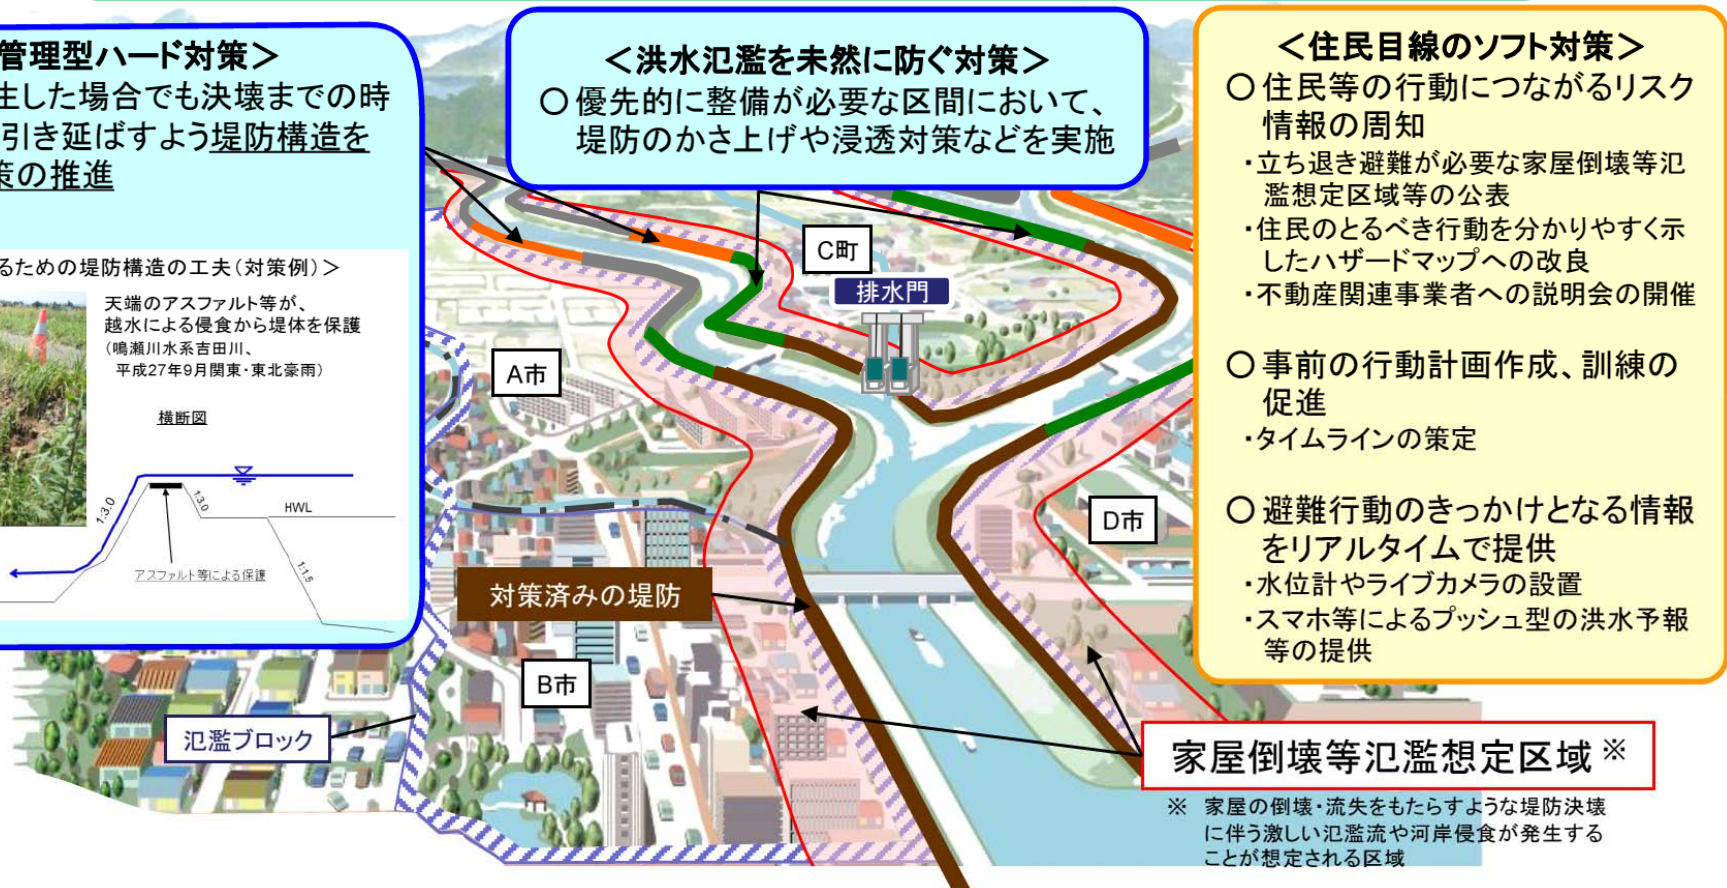 管理型ハード対策＞
生した場合でも決壊までの時
引き延ばすよう堤防構造を
策の推進
るための堤防構造の工夫（対策例）＞
天端のアスファルト等が、
越水による侵食から堤体を保護
（鳴瀬川水系吉田川、
平成27年9月関東・東北豪雨）
横断図
1:3.0
1:3.0
HWL
1:1.5
アスファルト等による保護
＜洪水氾濫を未然に防ぐ対策＞
○優先的に整備が必要な区間において、
堤防のかさ上げや浸透対策などを実施
＜住民目線のソフト対策＞
○住民等の行動につながるリスク
情報の周知
・立ち退き避難が必要な家屋倒壊等氾
濫想定区域等の公表
・住民のとるべき行動を分かりやすく示
したハザードマップへの改良
・不動産関連事業者への説明会の開催
○事前の行動計画作成、訓練の
促進
・タイムラインの策定
○避難行動のきっかけとなる情報
をリアルタイムで提供
・水位計やライブカメラの設置
・スマホ等によるプッシュ型の洪水予報
等の提供
C町
排水門
A市
D市
対策済みの堤防
B市
氾濫ブロック
家屋倒壊等氾濫想定区域※
※ 家屋の倒壊・流失をもたらすような堤防決壊
に伴う激しい氾濫流や河岸侵食が発生する
ことが想定される区域